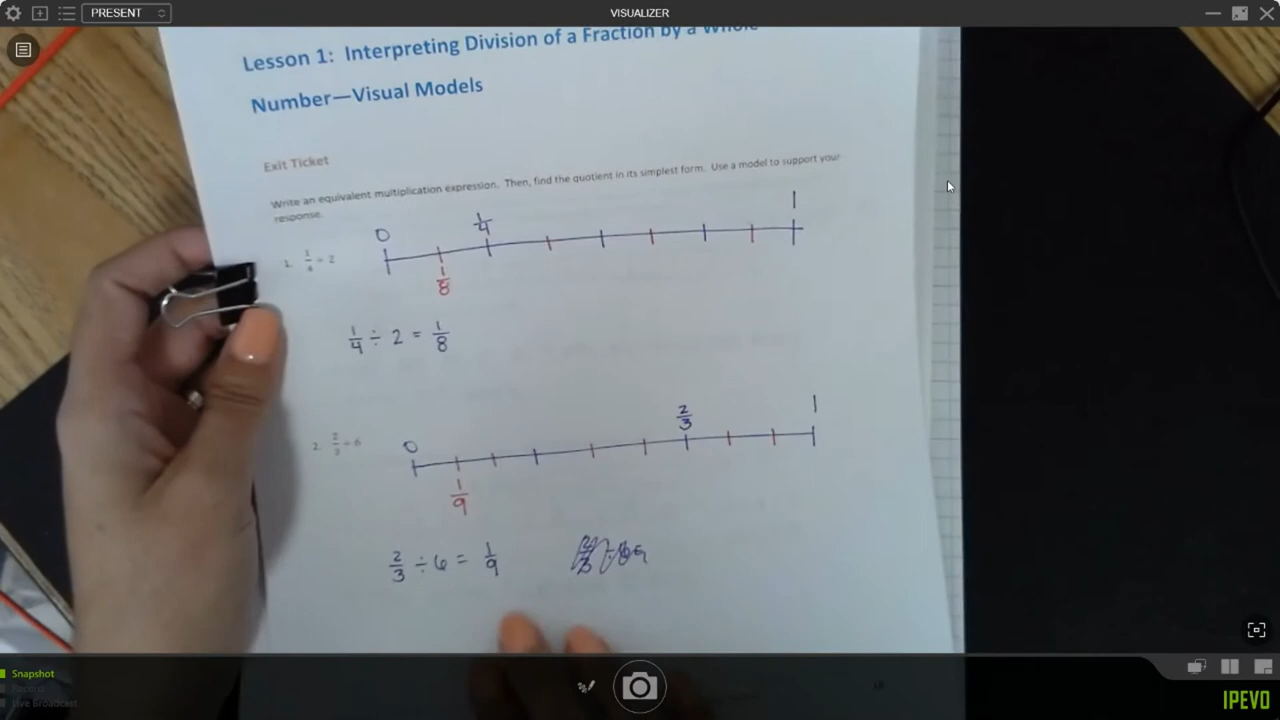 PRESENT
VISUALIZER
Lesson 1: Interpreting Division of a Fraction by a Whole
Number—Visual Models
Exit Ticket
Write an equivalent multiplication expression. Then, find the quotient in its simplest form. Use a model to support your
response.
0 1/4 1
1. 1/4 ÷ 2
1/8
1/4 ÷ 2 = 1/8
0 2/3 1
2. 2/3 ÷ 6
1/9
2/3 ÷ 6 = 1/9
Snapshot
Record
Live Broadcast
IPEVO